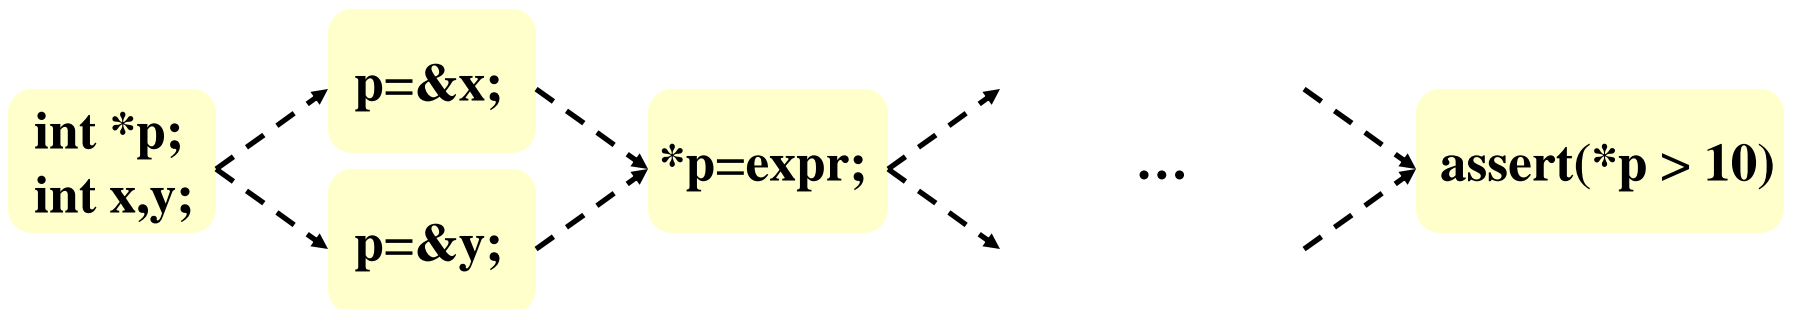 int *p;
int x,y;
p=&x;
p=&y;
*p=expr;
...
assert(*p > 10)